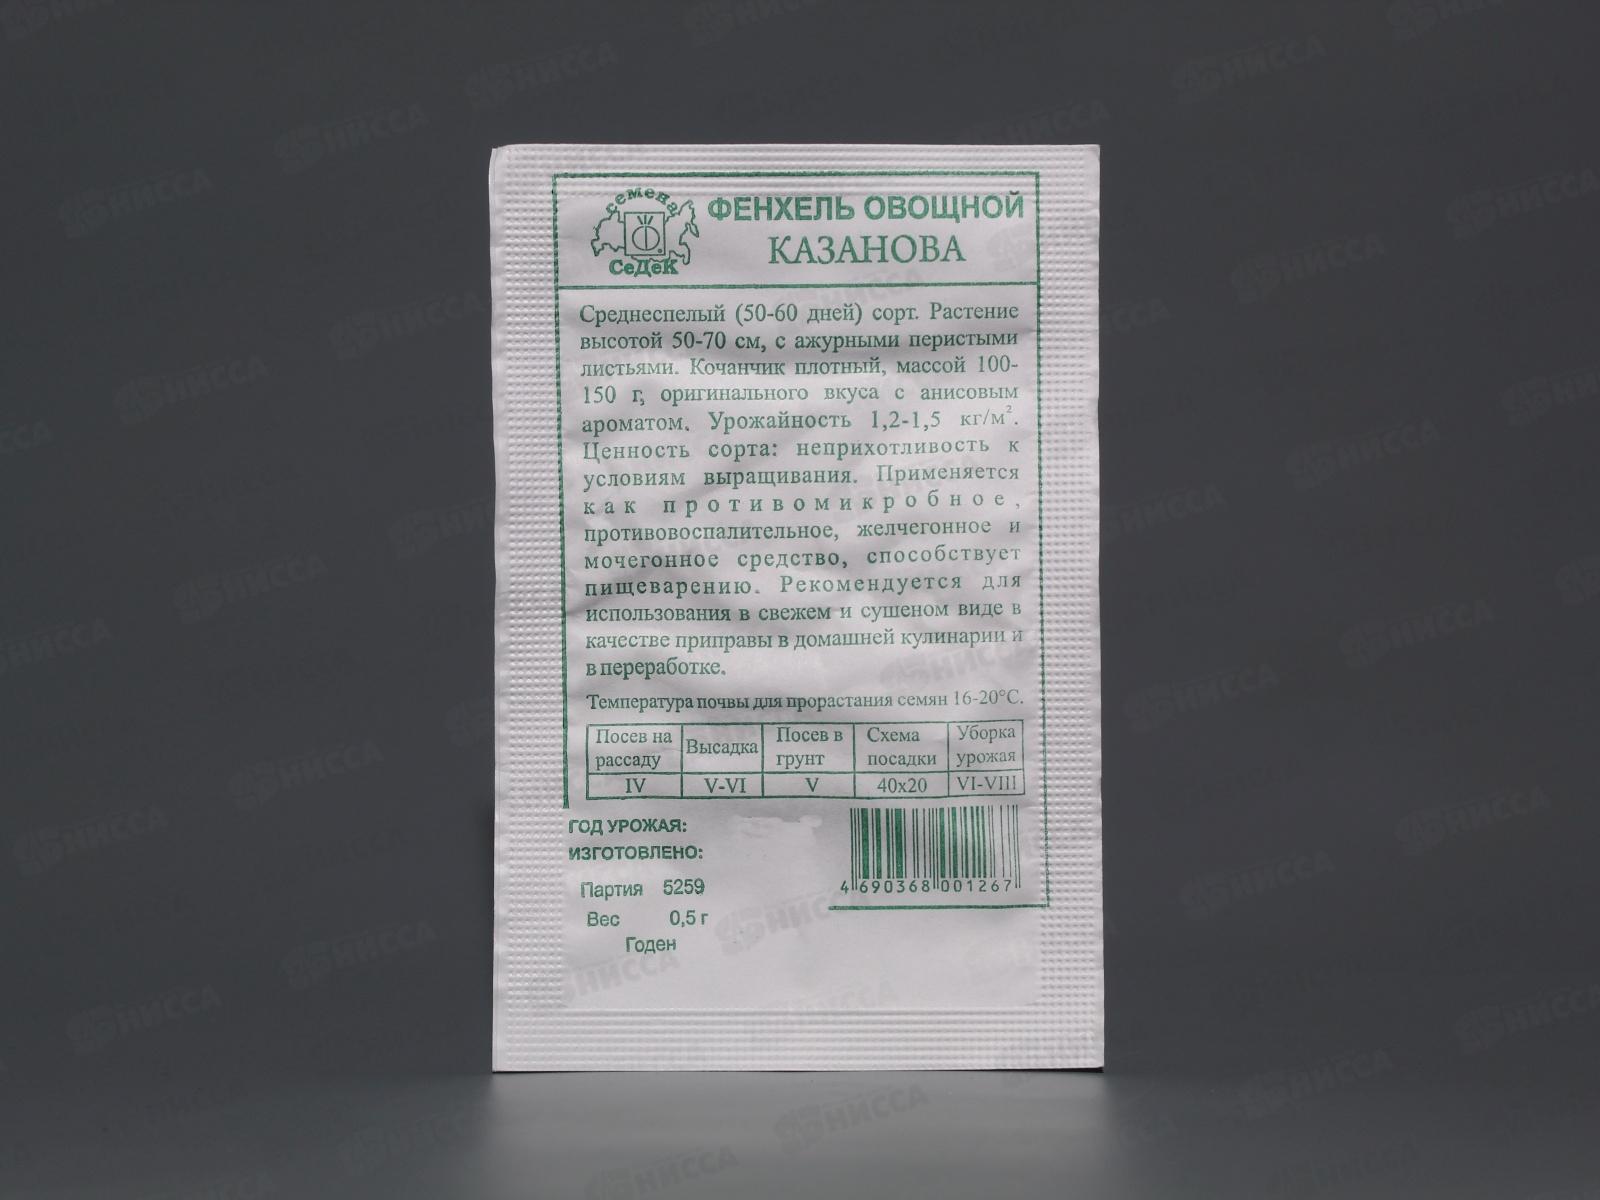 семена
СеДеК
ФЕНХЕЛЬ ОВОЩНОЙ
КАЗАНОВА
Среднеспелый (50-60 дней) сорт. Растение
высотой 50-70 см, с ажурными перистыми
листьями. Кочанчик плотный, массой 100-
150 г, оригинального вкуса с анисовым
ароматом. Урожайность 1,2-1,5 кг/м².
Ценность сорта: неприхотливость к
условиям выращивания. Применяется
как противомикробное,
противовоспалительное, желчегонное и
мочегонное средство, способствует
пищеварению. Рекомендуется для
использования в свежем и сушеном виде в
качестве приправы в домашней кулинарии и
в переработке.
Температура почвы для прорастания семян 16-20°С.
Посев на рассаду Высадка Посев в грунт Схема посадки Уборка урожая
IV V-VI V 40х20 VI-VIII
ГОД УРОЖАЯ:
ИЗГОТОВЛЕНО:
Партия 5259
Вес 0,5 г
Годен
4 690368 001267
НИССА